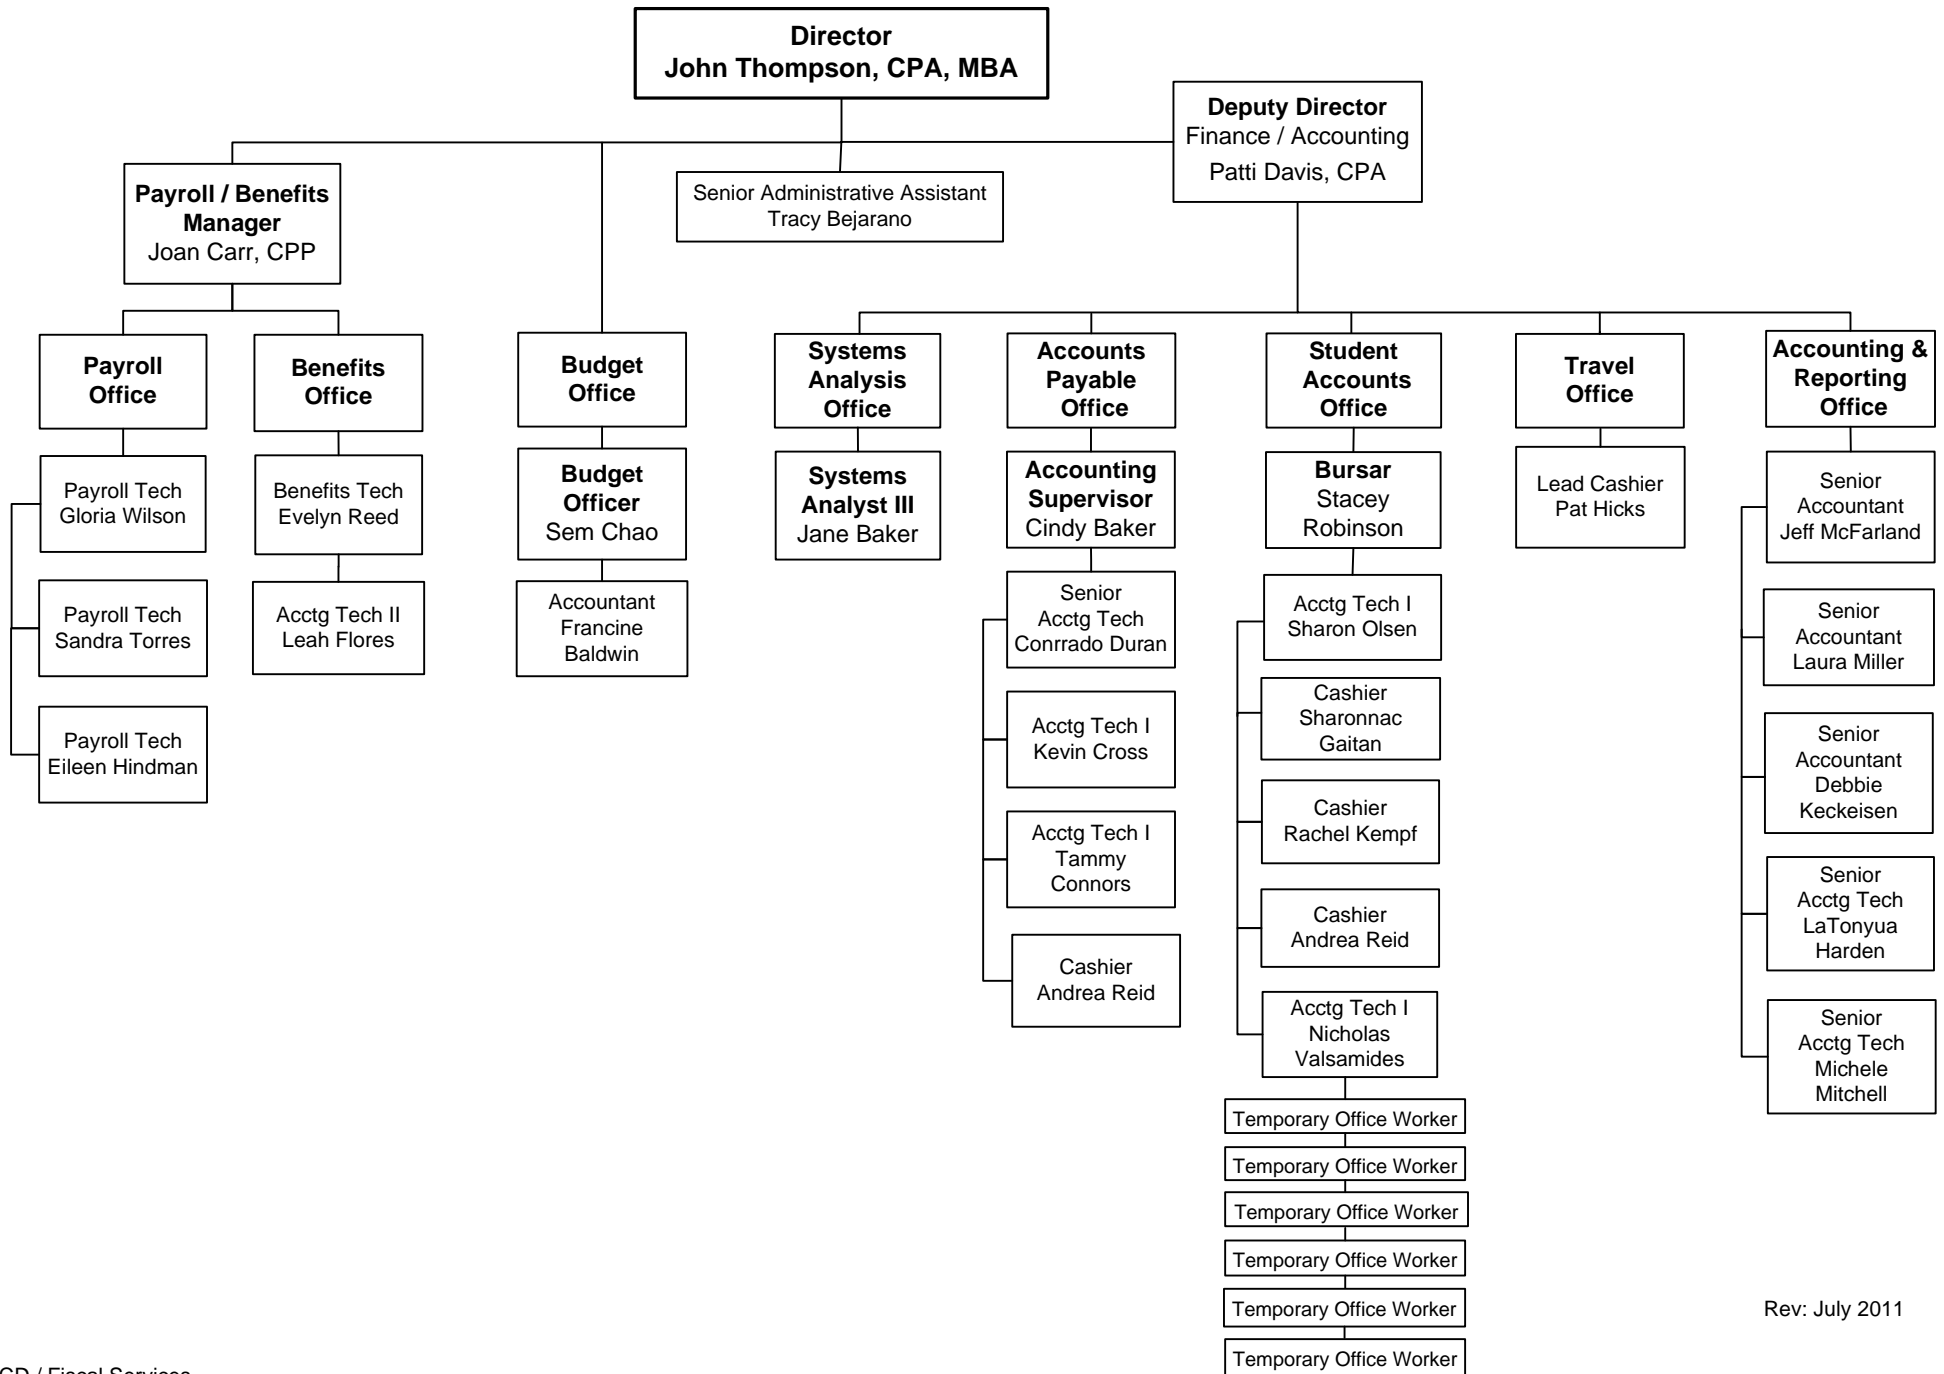 Director
John Thompson, CPA, MBA
Deputy Director
Finance / Accounting
Patti Davis, CPA
Payroll / Benefits
Manager
Joan Carr, CPP
Senior Administrative Assistant
Tracy Bejarano
Payroll
Office
Payroll Tech
Gloria Wilson
Payroll Tech
Sandra Torres
Payroll Tech
Eileen Hindman
Benefits
Office
Benefits Tech
Evelyn Reed
Acctg Tech II
Leah Flores
Budget
Office
Budget
Officer
Sem Chao
Accountant
Francine
Baldwin
Systems
Analysis
Office
Systems
Analyst III
Jane Baker
Accounts
Payable
Office
Accounting
Supervisor
Cindy Baker
Senior
Acctg Tech
Conrrado Duran
Acctg Tech I
Kevin Cross
Acctg Tech I
Tammy
Connors
Cashier
Andrea Reid
Student
Accounts
Office
Bursar
Stacey
Robinson
Acctg Tech I
Sharon Olsen
Cashier
Sharonnac
Gaitan
Cashier
Rachel Kempf
Cashier
Andrea Reid
Acctg Tech I
Nicholas
Valsamides
Temporary Office Worker
Temporary Office Worker
Temporary Office Worker
Temporary Office Worker
Temporary Office Worker
Temporary Office Worker
Travel
Office
Lead Cashier
Pat Hicks
Accounting &
Reporting
Office
Senior
Accountant
Jeff McFarland
Senior
Accountant
Laura Miller
Senior
Accountant
Debbie
Keckeisen
Senior
Acctg Tech
LaTonyua
Harden
Senior
Acctg Tech
Michele
Mitchell
Rev: July 2011
/ Fiscal Services